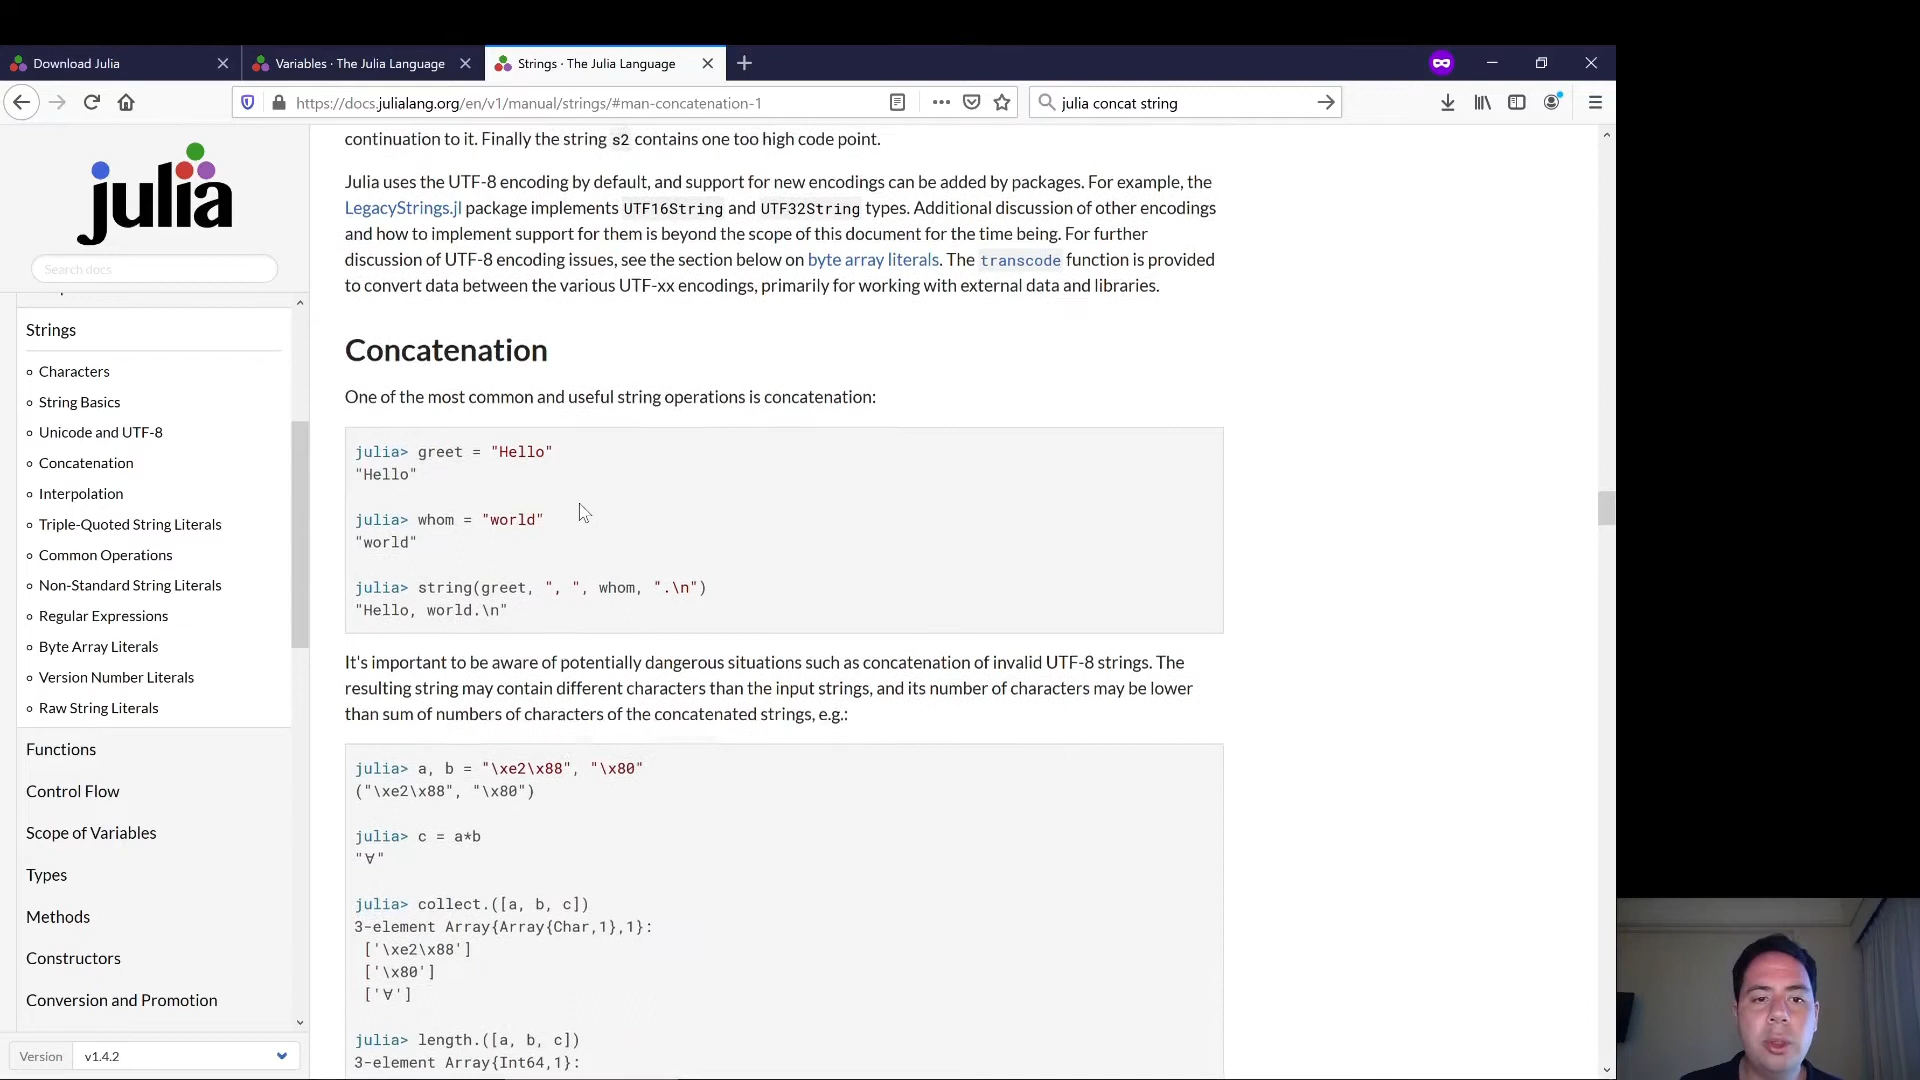 Download Julia
Variables · The Julia Language
Strings · The Julia Language
https://docs.julialang.org/en/v1/manual/strings/#man-concatenation-1
julia concat string
julia
Search docs
Strings
Characters
String Basics
Unicode and UTF-8
Concatenation
Interpolation
Triple-Quoted String Literals
Common Operations
Non-Standard String Literals
Regular Expressions
Byte Array Literals
Version Number Literals
Raw String Literals
Functions
Control Flow
Scope of Variables
Types
Methods
Constructors
Conversion and Promotion
Version v1.4.2
continuation to it. Finally the string s2 contains one too high code point.
Julia uses the UTF-8 encoding by default, and support for new encodings can be added by packages. For example, the
LegacyStrings.jl package implements UTF16String and UTF32String types. Additional discussion of other encodings
and how to implement support for them is beyond the scope of this document for the time being. For further
discussion of UTF-8 encoding issues, see the section below on byte array literals. The transcode function is provided
to convert data between the various UTF-xx encodings, primarily for working with external data and libraries.
Concatenation
One of the most common and useful string operations is concatenation:
julia> greet = "Hello"
"Hello"
julia> whom = "world"
"world"
julia> string(greet, ", ", whom, ".\n")
"Hello, world.\n"
It's important to be aware of potentially dangerous situations such as concatenation of invalid UTF-8 strings. The
resulting string may contain different characters than the input strings, and its number of characters may be lower
than sum of numbers of characters of the concatenated strings, e.g.:
julia> a, b = "\xe2\x88", "\x80"
("\xe2\x88", "\x80")
julia> c = a*b
"∀"
julia> collect.([a, b, c])
3-element Array{Array{Char,1},1}:
['\xe2\x88']
['\x80']
['∀']
julia> length.([a, b, c])
3-element Array{Int64,1}: